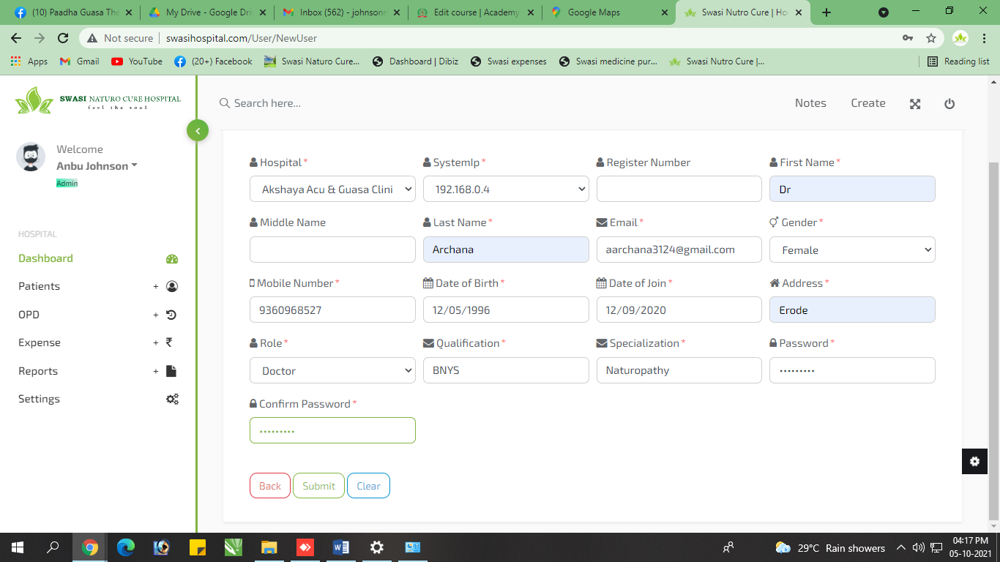 (10) Paadha Guasa The
My Drive - Google Dri
Inbox (562) - johnsonr
Edit course | Academy
Google Maps
Swasi Nutro Cure | Ho
Not secure
swasihospital.com/User/NewUser
Apps
Gmail
YouTube
(20+) Facebook
Swasi Naturo Cure...
Dashboard | Dibiz
Swasi expenses
Swasi medicine pur...
Swasi Nutro Cure |...
Reading list
SWASI NATURO CURE HOSPITAL
feel the soul
Search here...
Notes
Create
Welcome
Anbu Johnson
Admin
HOSPITAL
Dashboard
Patients +
OPD +
Expense + ₹
Reports +
Settings
Hospital * SystemIp * Register Number First Name *
Akshaya Acu & Guasa Clini 192.168.0.4 Dr
Middle Name Last Name * Email * Gender *
Archana aarchana3124@gmail.com Female
Mobile Number * Date of Birth * Date of Join * Address *
9360968527 12/05/1996 12/09/2020 Erode
Role * Qualification * Specialization * Password *
Doctor BNYS Naturopathy •••••••••
Confirm Password *
•••••••••
Back Submit Clear
29°C Rain showers
04:17 PM
05-10-2021